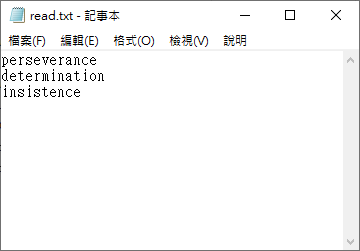 read.txt - 記事本
檔案(F) 編輯(E) 格式(O) 檢視(V) 說明
perseverance
determination
insistence